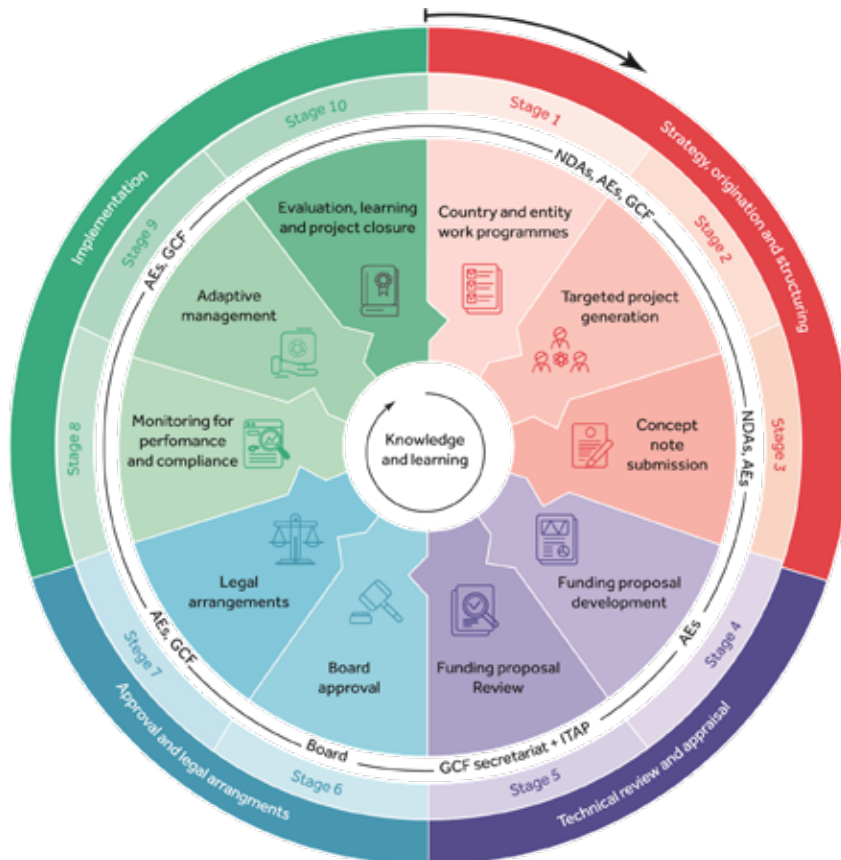 Strategy, origination and structuring
Stage 1
Stage 2
Stage 3
NDAs, AEs, GCF
NDAs, AEs
Country and entity
work programmes
Targeted project
generation
Concept
note
submission
Technical review and appraisal
Stage 4
Stage 5
AEs
GCF secretariat + ITAP
Funding proposal
development
Funding proposal
Review
Approval and legal arrangments
Stage 6
Stege 7
Board
AEs, GCF
Board
approval
Legal
arrangements
Implementation
Stage 8
Stage 9
Stage 10
AEs, GCF
Monitoring for
perfomance
and compliance
Adaptive
management
Evaluation, learning
and project closure
Knowledge
and learning